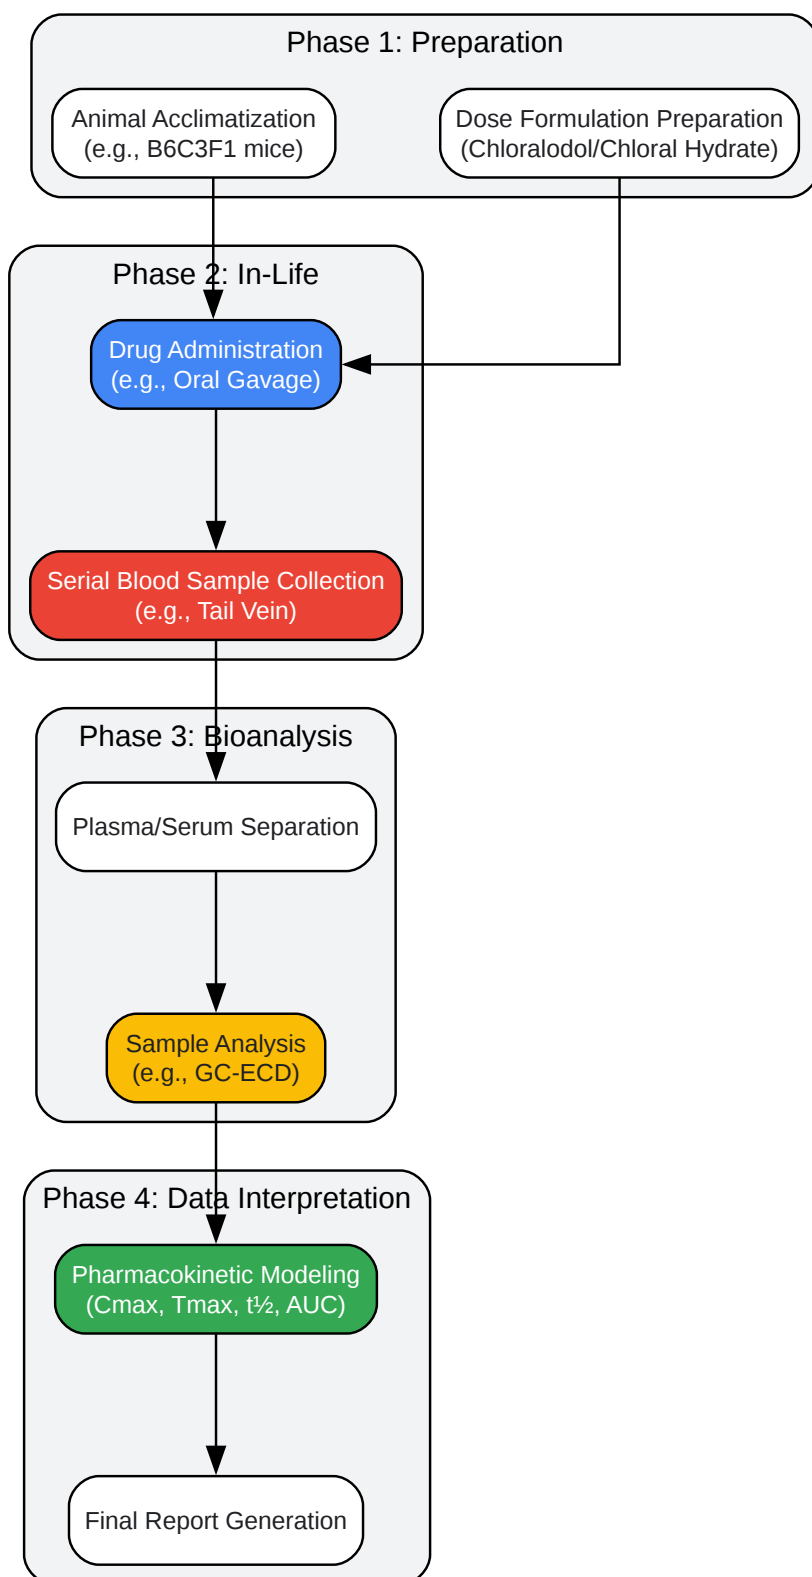 Phase 1: Preparation
Animal Acclimatization
(e.g., B6C3F1 mice)
Dose Formulation Preparation
(Chloralodol/Chloral Hydrate)
Phase 2: In-Life
Drug Administration
(e.g., Oral Gavage)
Serial Blood Sample Collection
(e.g., Tail Vein)
Phase 3: Bioanalysis
Plasma/Serum Separation
Sample Analysis
(e.g., GC-ECD)
Phase 4: Data Interpretation
Pharmacokinetic Modeling
(Cmax, Tmax, t½, AUC)
Final Report Generation